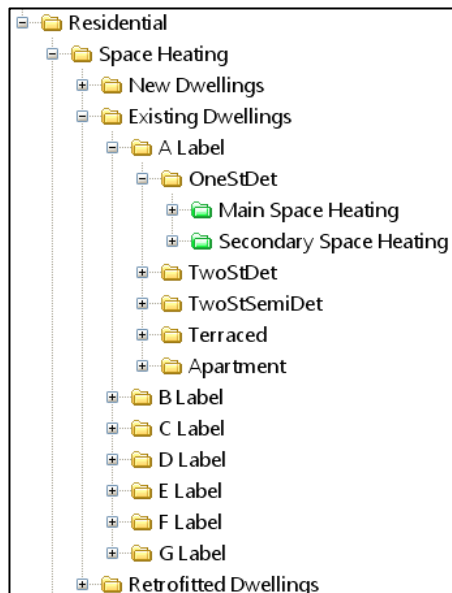 Residential
Space Heating
New Dwellings
Existing Dwellings
A Label
OneStDet
Main Space Heating
Secondary Space Heating
TwoStDet
TwoStSemiDet
Terraced
Apartment
B Label
C Label
D Label
E Label
F Label
G Label
Retrofitted Dwellings